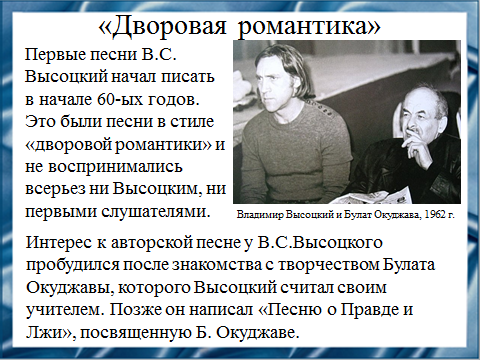 «Дворовая романтика»
Первые песни В.С.
Высоцкий начал писать
в начале 60-ых годов.
Это были песни в стиле
«дворовой романтики» и
не воспринимались
всерьез ни Высоцким, ни
первыми слушателями.
Владимир Высоцкий и Булат Окуджава, 1962 г.
Интерес к авторской песне у В.С.Высоцкого
пробудился после знакомства с творчеством Булата
Окуджавы, которого Высоцкий считал своим
учителем. Позже он написал «Песню о Правде и
Лжи», посвященную Б. Окуджаве.